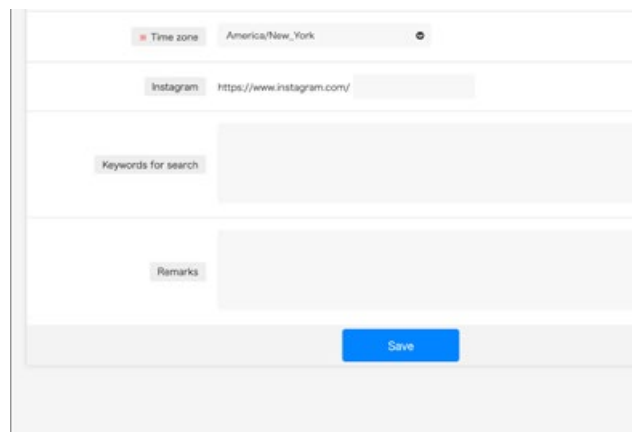 ※ Time zone America/New_York
Instagram https://www.instagram.com/
Keywords for search
Remarks
Save